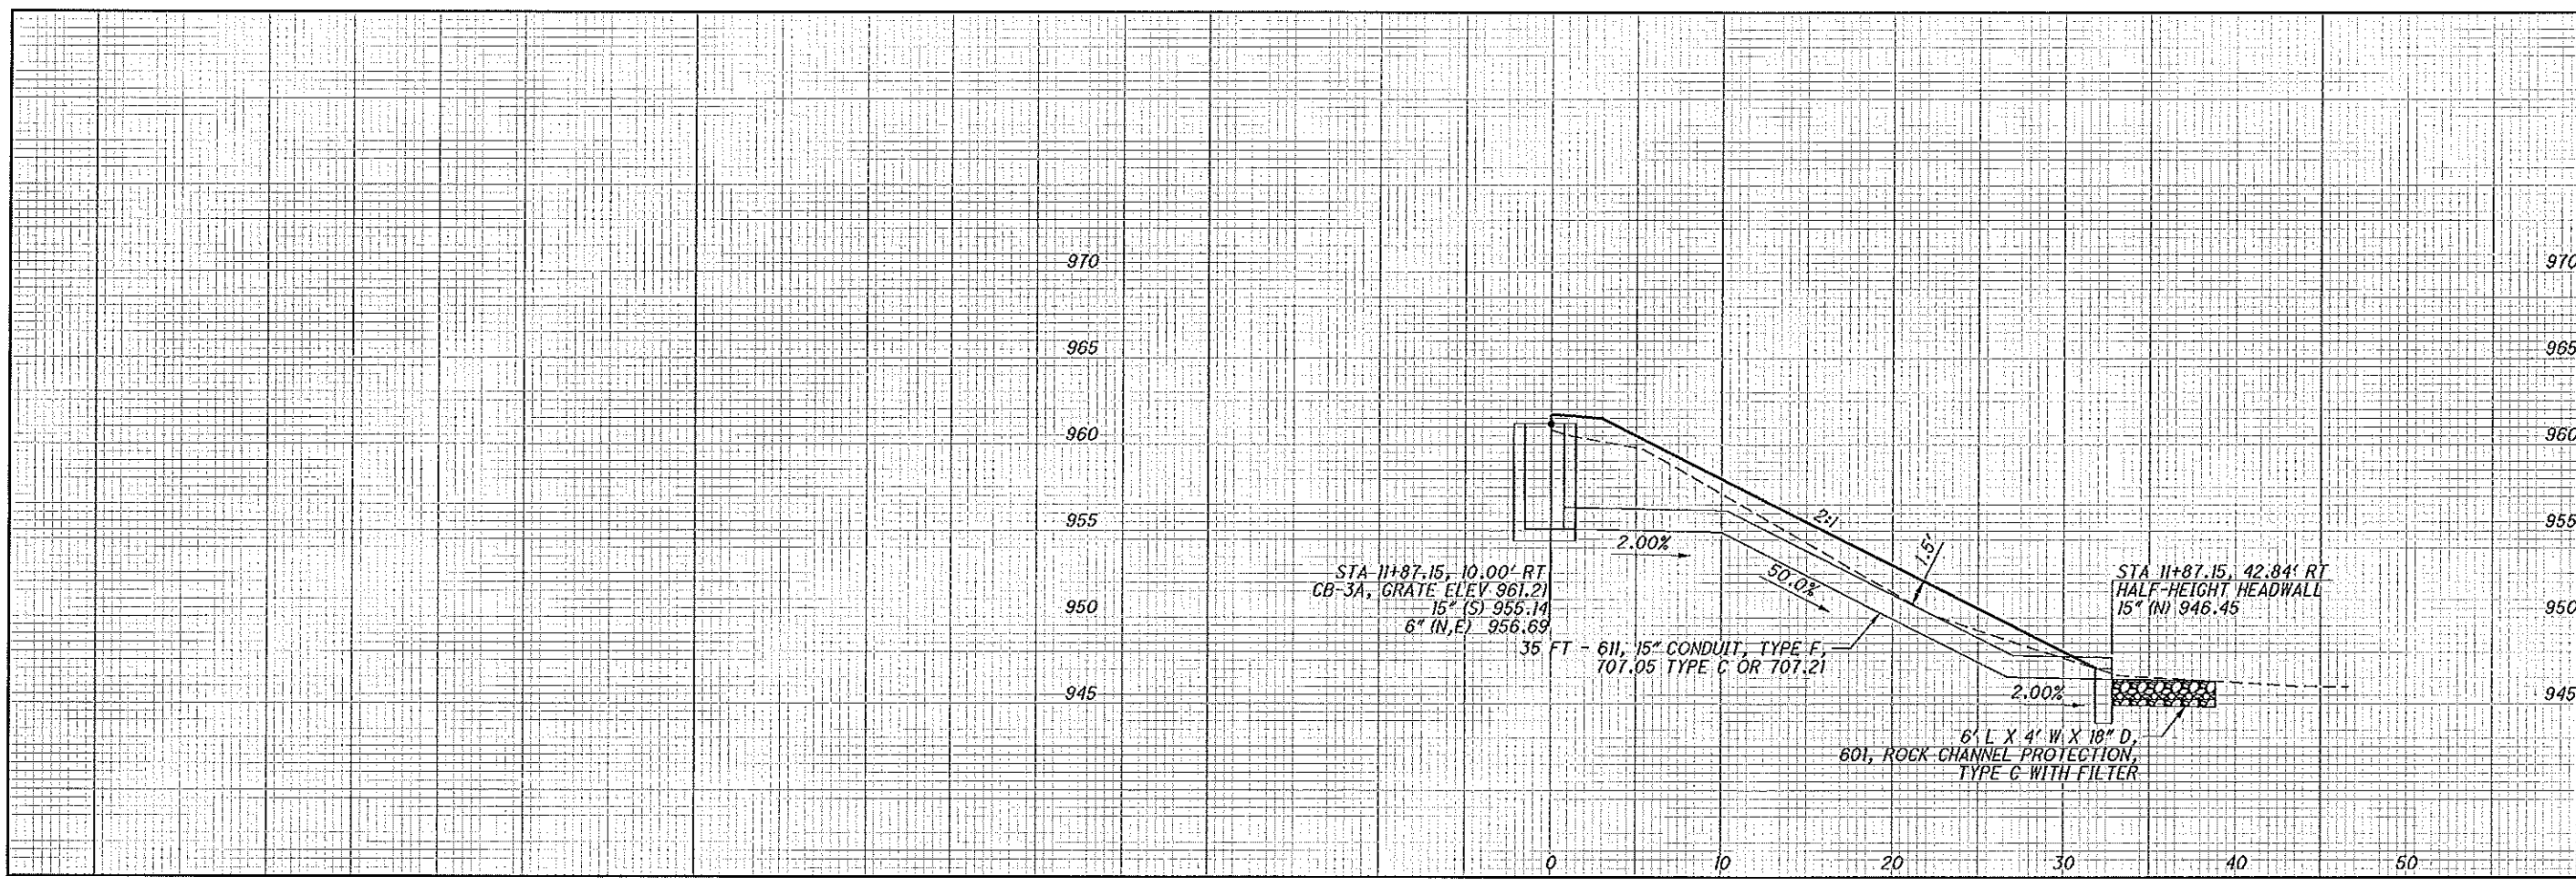 970
970
965
965
960
960
955
955
950
950
945
945
2:1
1.5'
2.00%
50.0%
2.00%
STA 11+87.15, 10.00' RT
CB-3A, GRATE ELEV 961.21
15" (S) 955.14
6" (N,E) 956.69
35 FT - 611, 15" CONDUIT, TYPE F,
707.05 TYPE C OR 707.21
STA 11+87.15, 42.84' RT
HALF-HEIGHT HEADWALL
15" (N) 946.45
6' L X 4' W X 18" D,
601, ROCK CHANNEL PROTECTION,
TYPE C WITH FILTER
0
10
20
30
40
50